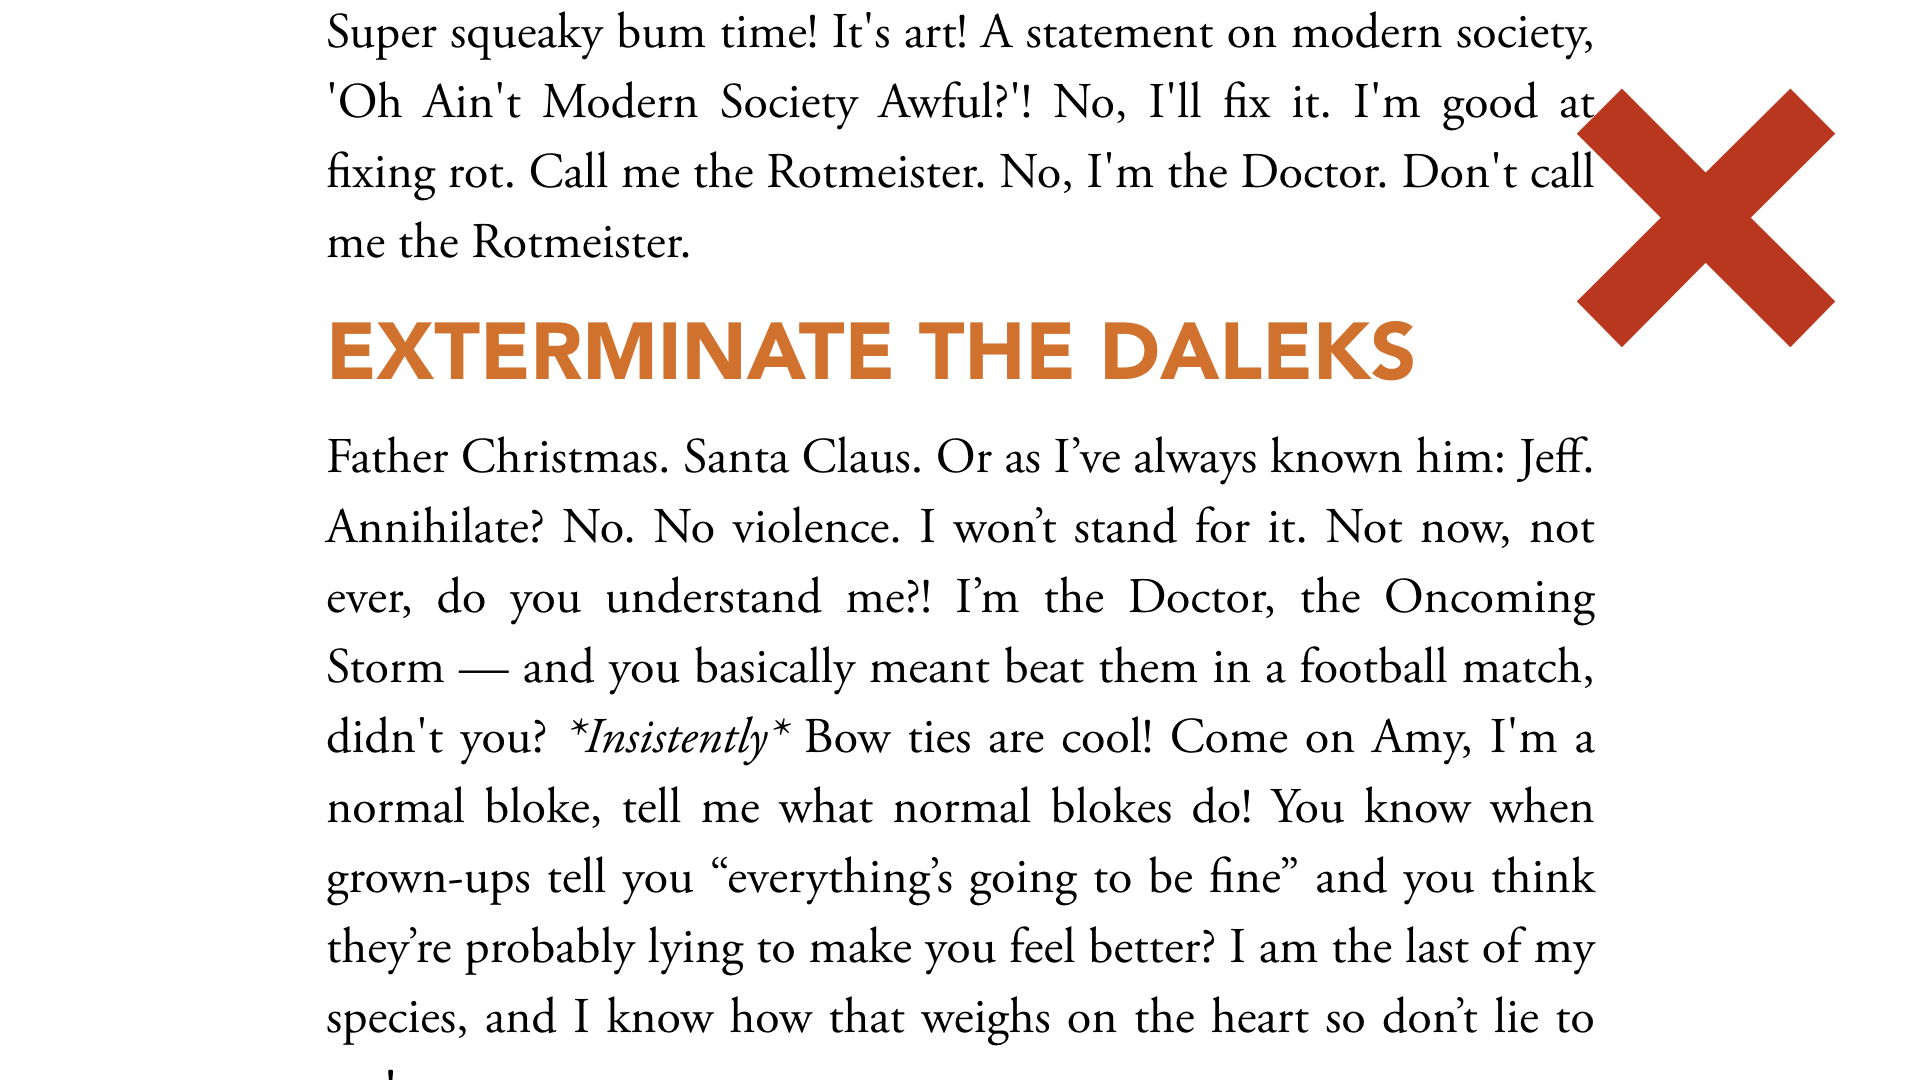 Super squeaky bum time! It's art! A statement on modern society,
'Oh Ain't Modern Society Awful?'! No, I'll fix it. I'm good at
fixing rot. Call me the Rotmeister. No, I'm the Doctor. Don't call
me the Rotmeister.
EXTERMINATE THE DALEKS
Father Christmas. Santa Claus. Or as I’ve always known him: Jeff.
Annihilate? No. No violence. I won’t stand for it. Not now, not
ever, do you understand me?! I’m the Doctor, the Oncoming
Storm — and you basically meant beat them in a football match,
didn't you? *Insistently* Bow ties are cool! Come on Amy, I'm a
normal bloke, tell me what normal blokes do! You know when
grown-ups tell you “everything’s going to be fine” and you think
they’re probably lying to make you feel better? I am the last of my
species, and I know how that weighs on the heart so don’t lie to